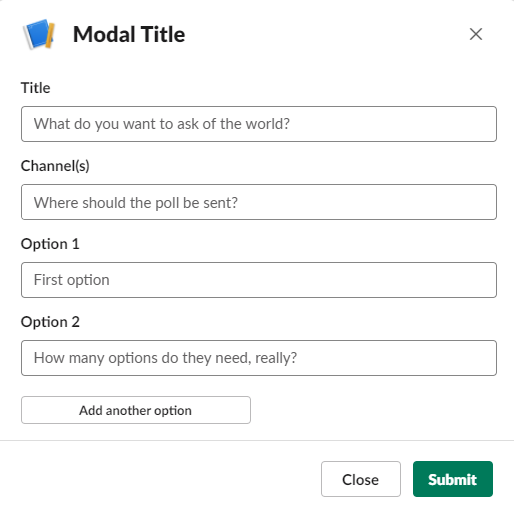 Modal Title
Title
What do you want to ask of the world?
Channel(s)
Where should the poll be sent?
Option 1
First option
Option 2
How many options do they need, really?
Add another option
Close
Submit